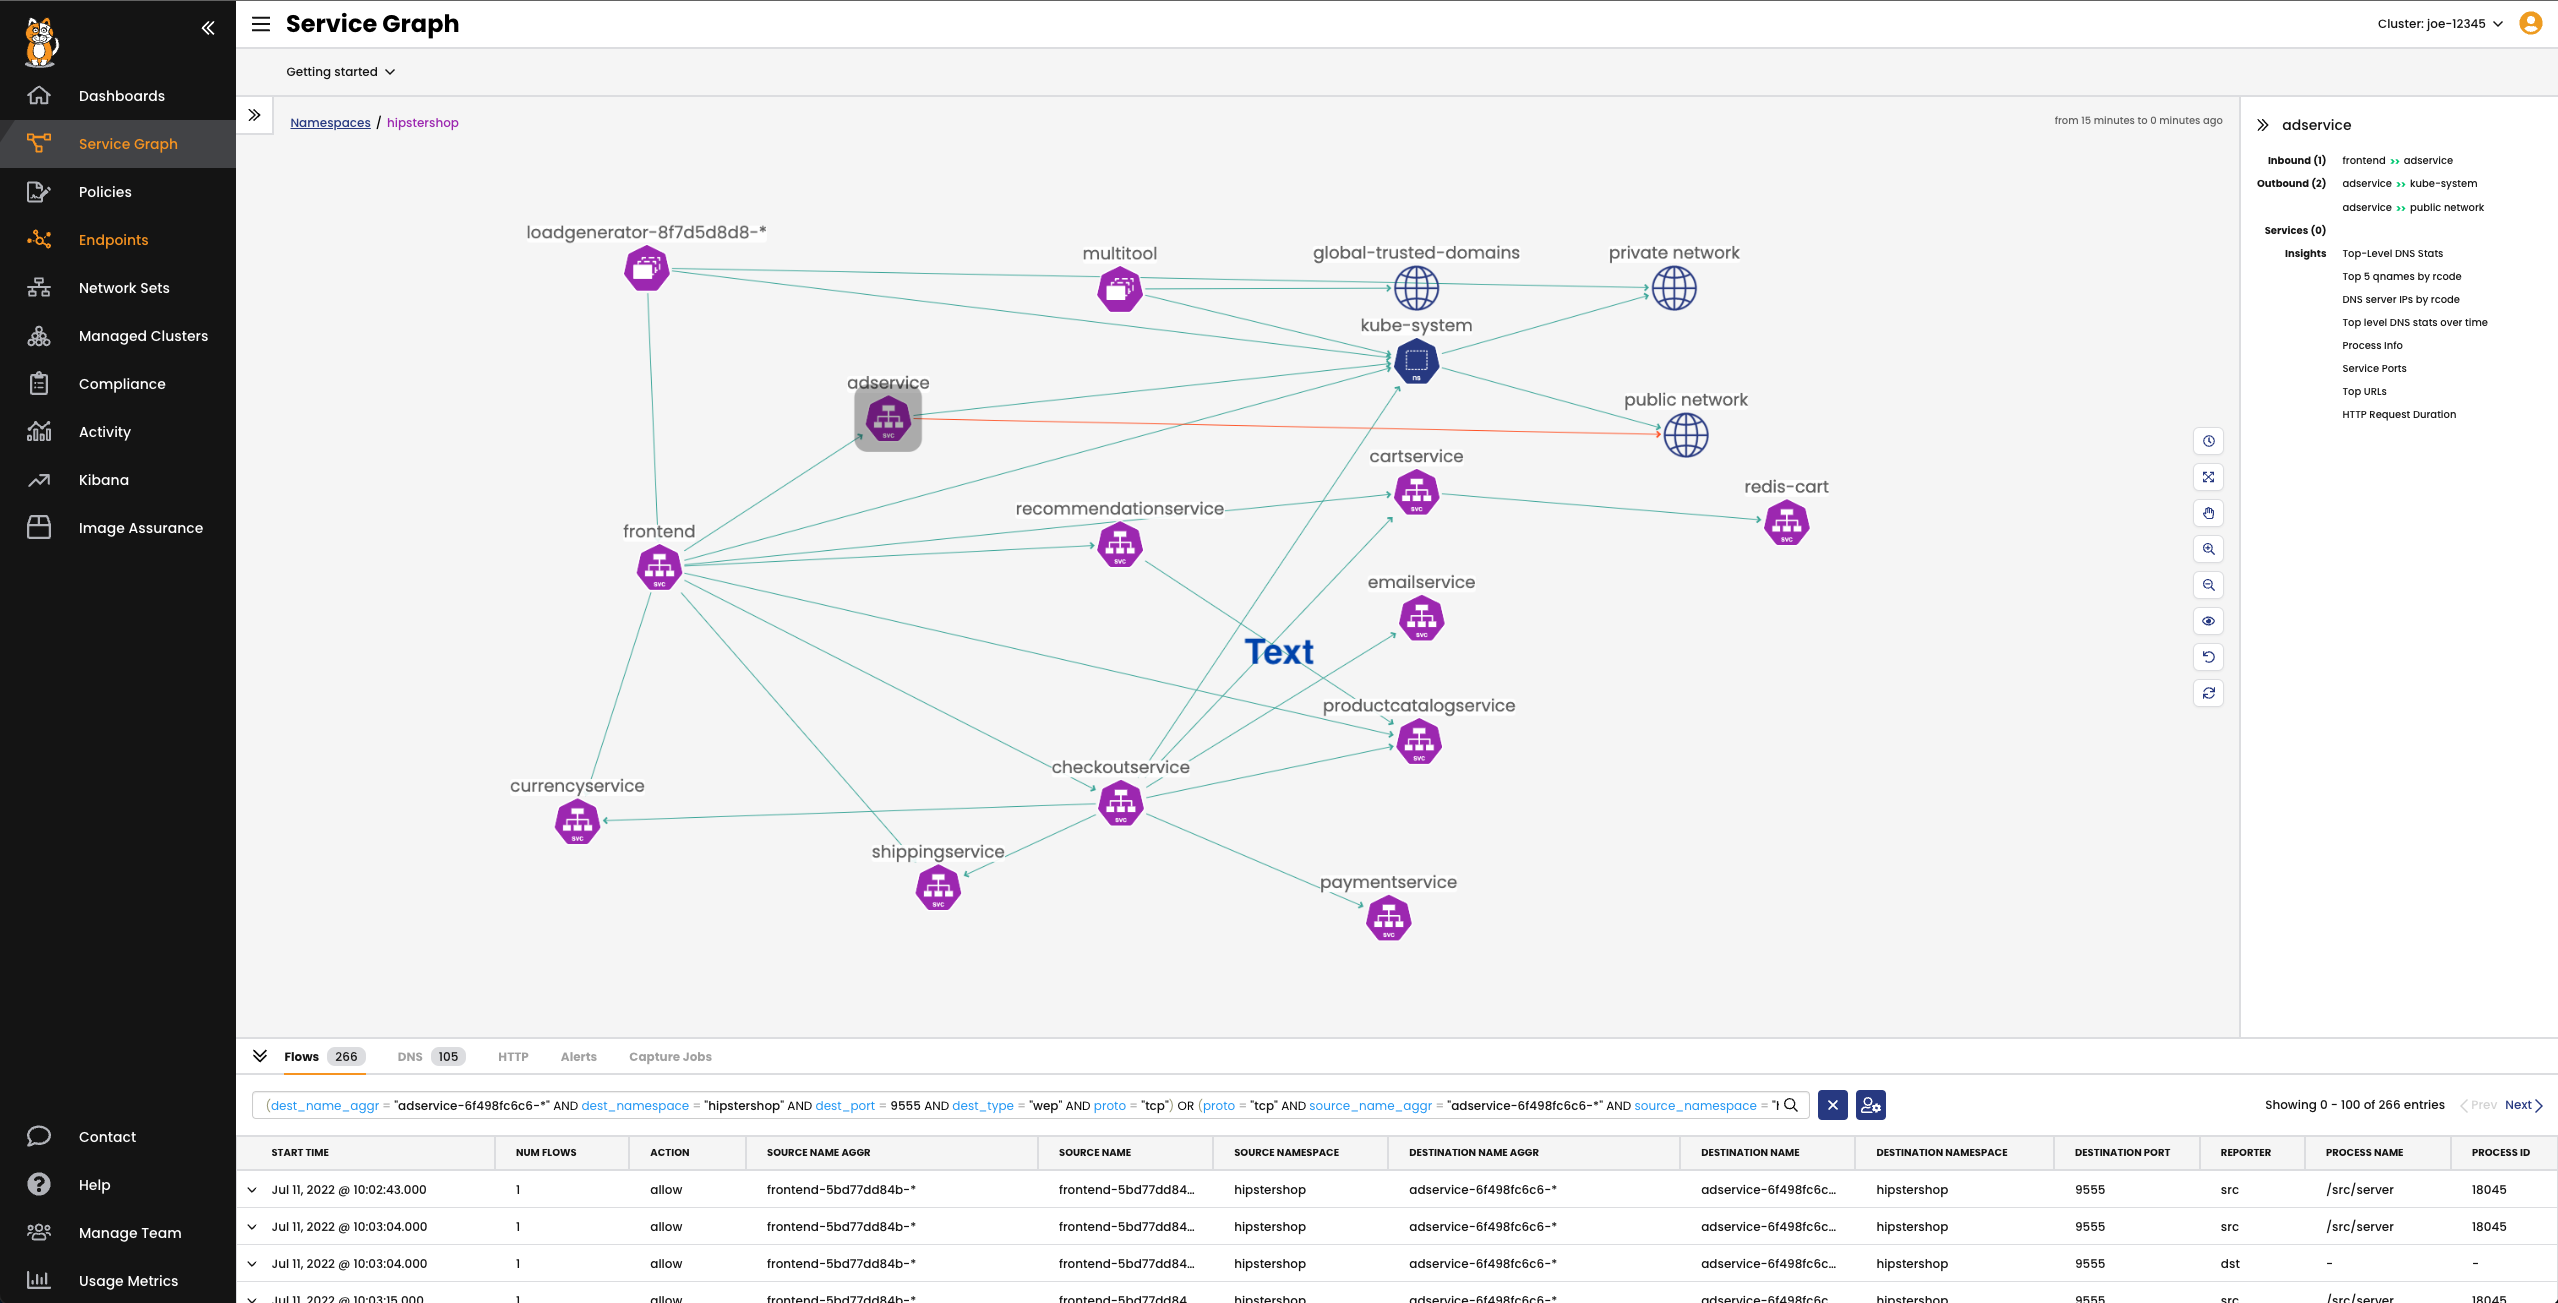 Service Graph
Cluster: joe-12345
Getting started
Dashboards
Service Graph
Policies
Endpoints
Network Sets
Managed Clusters
Compliance
Activity
Kibana
Image Assurance
Contact
Help
Manage Team
Usage Metrics
Namespaces / hipstershop
from 15 minutes to 0 minutes ago
loadgenerator-8f7d5d8d8-*
multitool
global-trusted-domains
private network
kube-system
ns
adservice
svc
public network
cartservice
svc
redis-cart
svc
recommendationservice
svc
frontend
svc
emailservice
svc
Text
productcatalogservice
svc
checkoutservice
svc
currencyservice
svc
shippingservice
svc
paymentservice
svc
adservice
Inbound (1) frontend adservice
Outbound (2) adservice kube-system
adservice public network
Services (0)
Insights Top-Level DNS Stats
Top 5 qnames by rcode
DNS server IPs by rcode
Top level DNS stats over time
Process Info
Service Ports
Top URLs
HTTP Request Duration
Flows 266 DNS 105 HTTP Alerts Capture Jobs
(dest_name_aggr = "adservice-6f498fc6c6-*" AND dest_namespace = "hipstershop" AND dest_port = 9555 AND dest_type = "wep" AND proto = "tcp") OR (proto = "tcp" AND source_name_aggr = "adservice-6f498fc6c6-*" AND source_namespace = "
Showing 0 - 100 of 266 entries Prev Next
START TIME NUM FLOWS ACTION SOURCE NAME AGGR SOURCE NAME SOURCE NAMESPACE DESTINATION NAME AGGR DESTINATION NAME DESTINATION NAMESPACE DESTINATION PORT REPORTER PROCESS NAME PROCESS ID
Jul 11, 2022 @ 10:02:43.000 1 allow frontend-5bd77dd84b-* frontend-5bd77dd84... hipstershop adservice-6f498fc6c6-* adservice-6f498fc6c... hipstershop 9555 src /src/server 18045
Jul 11, 2022 @ 10:03:04.000 1 allow frontend-5bd77dd84b-* frontend-5bd77dd84... hipstershop adservice-6f498fc6c6-* adservice-6f498fc6c... hipstershop 9555 src /src/server 18045
Jul 11, 2022 @ 10:03:04.000 1 allow frontend-5bd77dd84b-* frontend-5bd77dd84... hipstershop adservice-6f498fc6c6-* adservice-6f498fc6c... hipstershop 9555 dst - -
Jul 11, 2022 @ 10:03:15.000 1 allow frontend-5bd77dd84b-* frontend-5bd77dd84 hipstershop adservice-6f498fc6c6-* adservice-6f498fc6c hipstershop 9555 src /src/server 18045